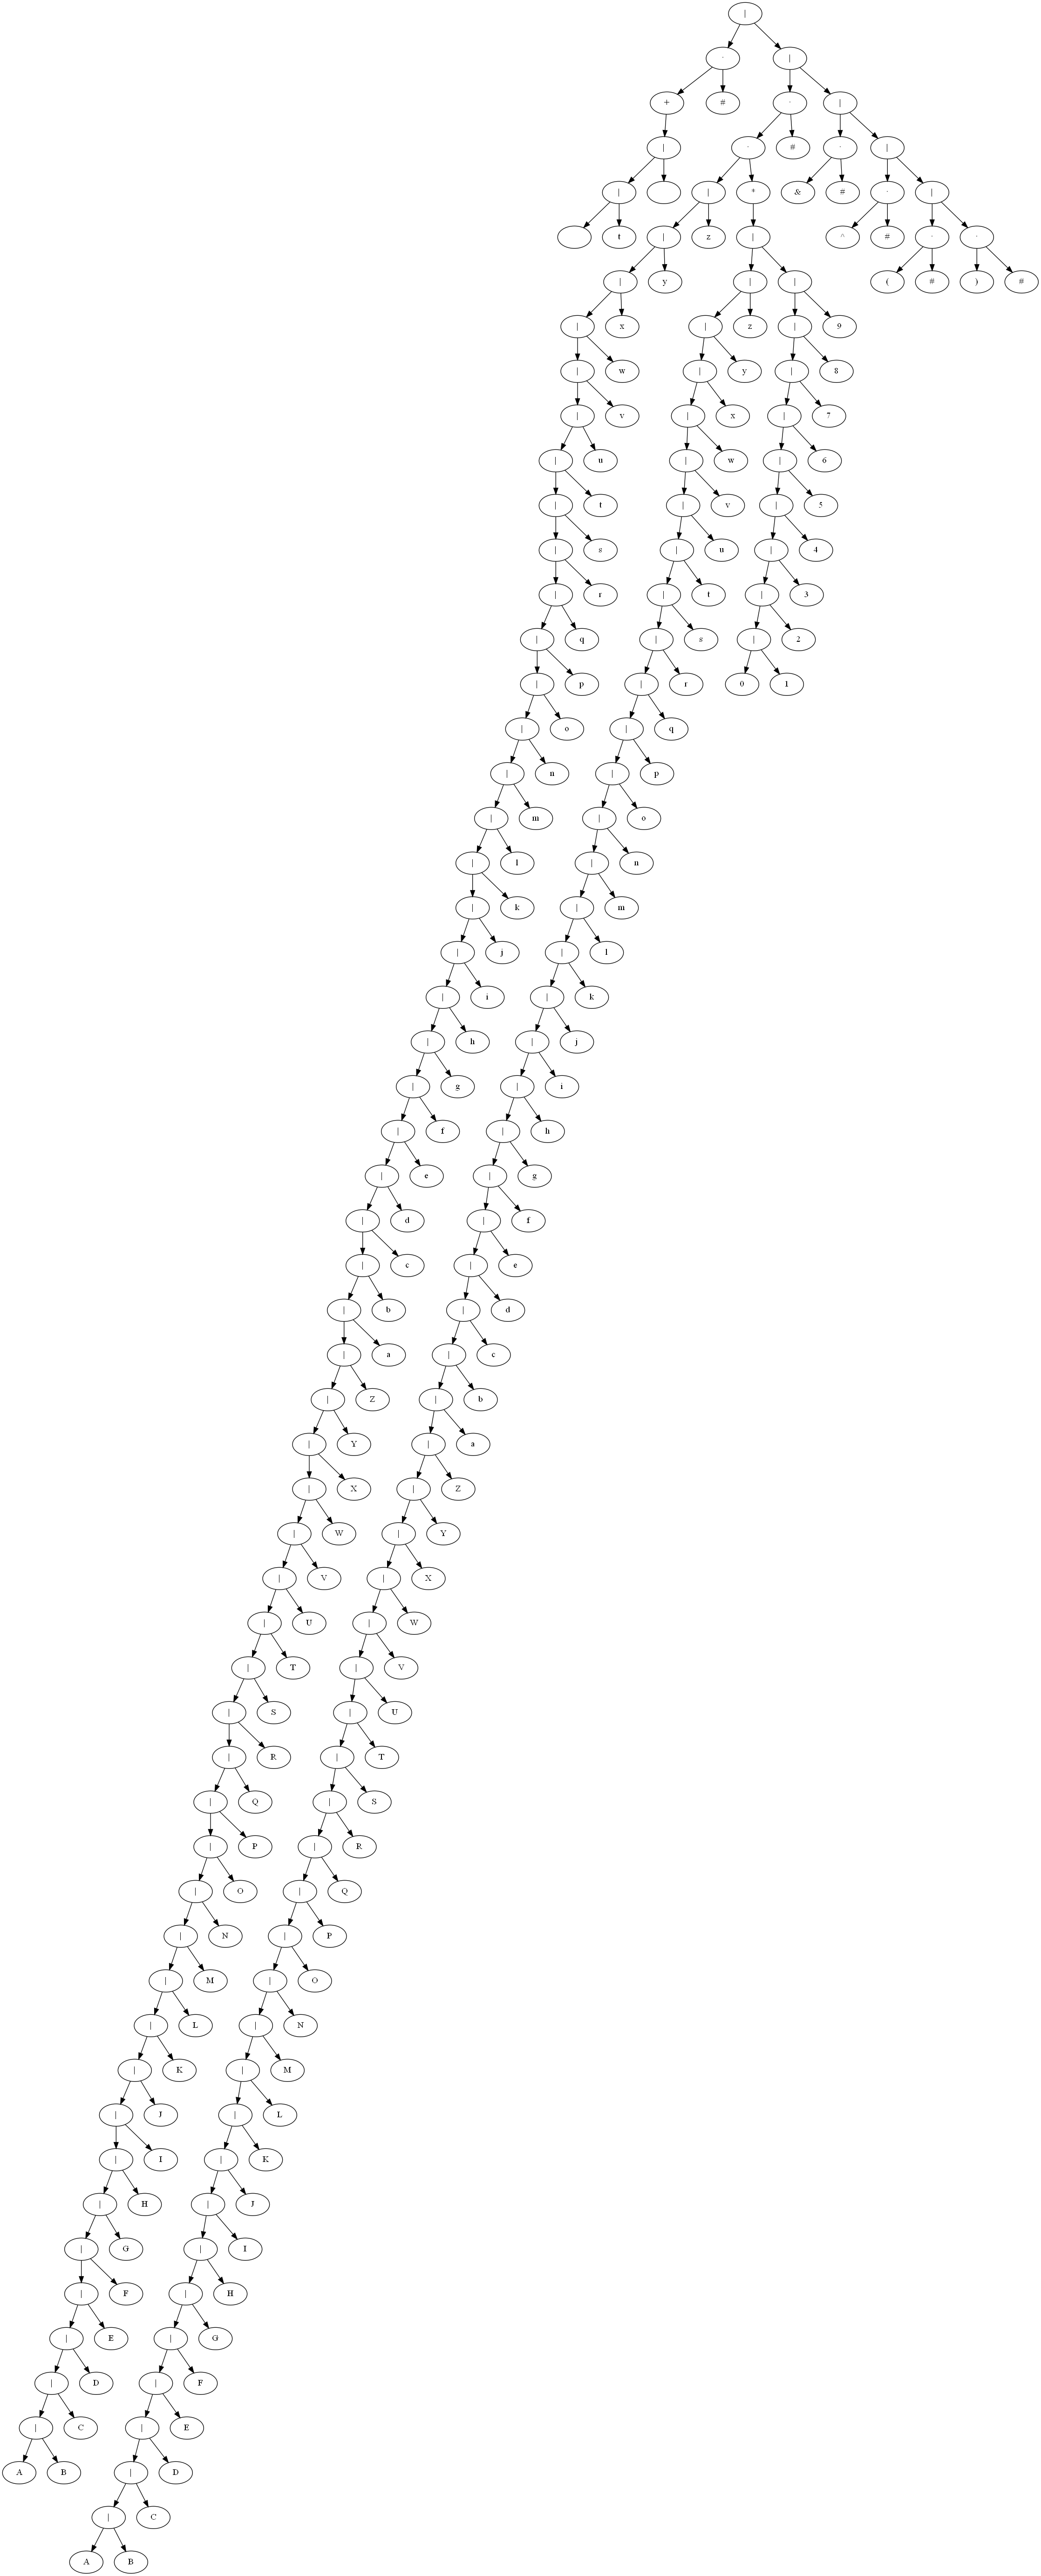 |
· |
+ # · |
| · # · |
| | * & # · |
t | z | ^ # · ·
| y | | ( # ) #
| x | z | 9
| w | y | 8
| v | x | 7
| u | w | 6
| t | v | 5
| s | u | 4
| r | t | 3
| q | s | 2
| p | r 0 1
| o | q
| n | p
| m | o
| l | n
| k | m
| j | l
| i | k
| h | j
| g | i
| f | h
| e | g
| d | f
| c | e
| b | d
| a | c
| Z | b
| Y | a
| X | Z
| W | Y
| V | X
| U | W
| T | V
| S | U
| R | T
| Q | S
| P | R
| O | Q
| N | P
| M | O
| L | N
| K | M
| J | L
| I | K
| H | J
| G | I
| F | H
| E | G
| D | F
| C | E
A B | D
| C
A B